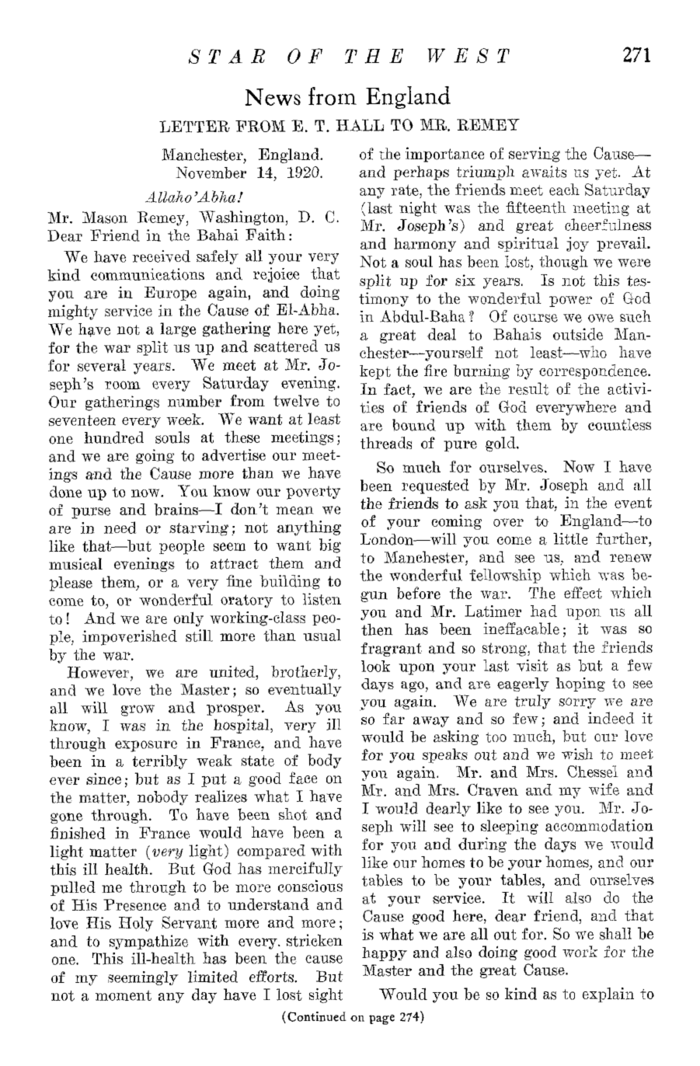 STAR OF THE WEST 271
News from England
LETTER FROM E. T. HALL TO MR. REMEY
Manchester, England.
November 14, 1920.
Allaho'Abha!
Mr. Mason Remey, Washington, D. C.
Dear Friend in the Bahai Faith:
We have received safely all your very
kind communications and rejoice that
you are in Europe again, and doing
mighty service in the Cause of El-Abha.
We have not a large gathering here yet,
for the war split us up and scattered us
for several years. We meet at Mr. Jo-
seph's room every Saturday evening.
Our gatherings number from twelve to
seventeen every week. We want at least
one hundred souls at these meetings;
and we are going to advertise our meet-
ings and the Cause more than we have
done up to now. You know our poverty
of purse and brains—I don't mean we
are in need or starving; not anything
like that—but people seem to want big
musical evenings to attract them and
please them, or a very fine building to
come to, or wonderful oratory to listen
to! And we are only working-class peo-
ple, impoverished still more than usual
by the war.
However, we are united, brotherly,
and we love the Master; so eventually
all will grow and prosper. As you
know, I was in the hospital, very ill
through exposure in France, and have
been in a terribly weak state of body
ever since; but as I put a good face on
the matter, nobody realizes what I have
gone through. To have been shot and
finished in France would have been a
light matter (very light) compared with
this ill health. But God has mercifully
pulled me through to be more conscious
of His Presence and to understand and
love His Holy Servant more and more;
and to sympathize with every. stricken
one. This ill-health has been the cause
of my seemingly limited efforts. But
not a moment any day have I lost sight
of the importance of serving the Cause—
and perhaps triumph awaits us yet. At
any rate, the friends meet each Saturday
(last night was the fifteenth meeting at
Mr. Joseph's) and great cheerfulness
and harmony and spiritual joy prevail.
Not a soul has been lost, though we were
split up for six years. Is not this tes-
timony to the wonderful power of God
in Abdul-Baha? Of course we owe such
a great deal to Bahais outside Man-
chester—yourself not least—who have
kept the fire burning by correspondence.
In fact, we are the result of the activi-
ties of friends of God everywhere and
are bound up with them by countless
threads of pure gold.
So much for ourselves. Now I have
been requested by Mr. Joseph and all
the friends to ask you that, in the event
of your coming over to England—to
London—will you come a little further,
to Manchester, and see us, and renew
the wonderful fellowship which was be-
gun before the war. The effect which
you and Mr. Latimer had upon us all
then has been ineffacable; it was so
fragrant and so strong, that the friends
look upon your last visit as but a few
days ago, and are eagerly hoping to see
you again. We are truly sorry we are
so far away and so few; and indeed it
would be asking too much, but our love
for you speaks out and we wish to meet
you again. Mr. and Mrs. Chessel and
Mr. and Mrs. Craven and my wife and
I would dearly like to see you. Mr. Jo-
seph will see to sleeping accommodation
for you and during the days we would
like our homes to be your homes, and our
tables to be your tables, and ourselves
at your service. It will also do the
Cause good here, dear friend, and that
is what we are all out for. So we shall be
happy and also doing good work for the
Master and the great Cause.
Would you be so kind as to explain to
(Continued on page 274)